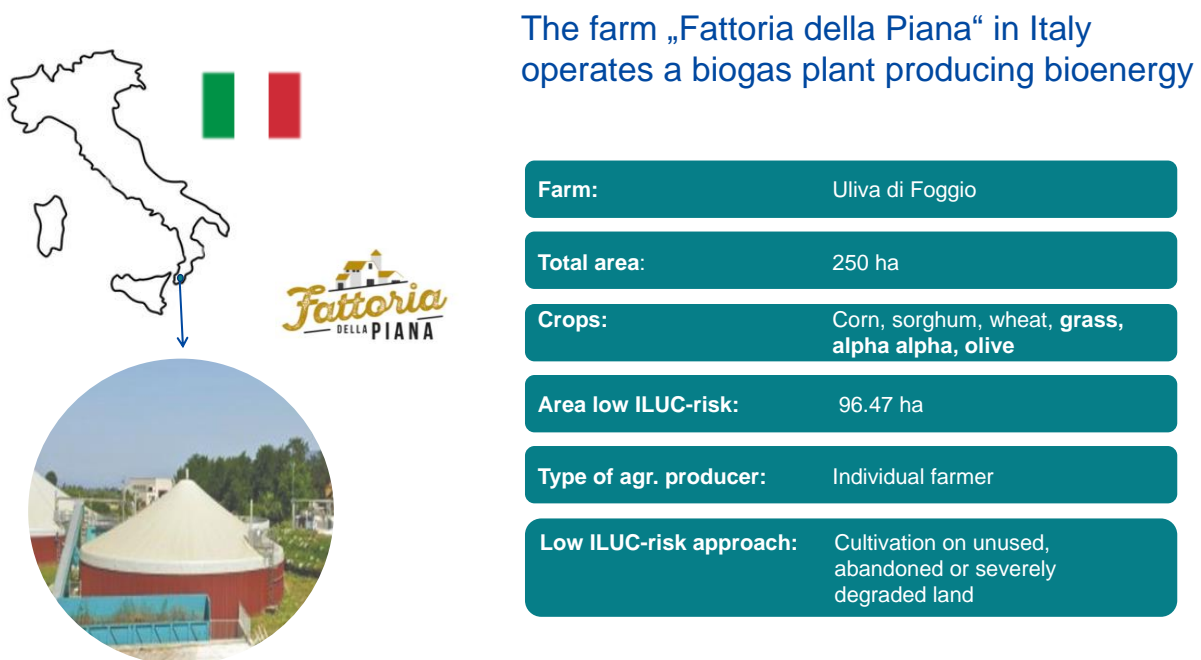 The farm „Fattoria della Piana“ in Italy
operates a biogas plant producing bioenergy
Fattoria
DELLA PIANA
Farm: Uliva di Foggio
Total area: 250 ha
Crops: Corn, sorghum, wheat, grass,
alpha alpha, olive
Area low ILUC-risk: 96.47 ha
Type of agr. producer: Individual farmer
Low ILUC-risk approach: Cultivation on unused,
abandoned or severely
degraded land